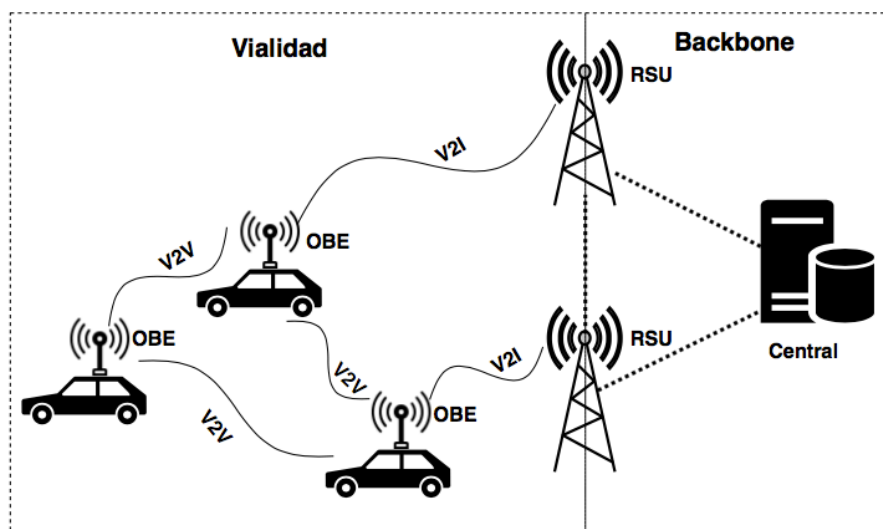 Vialidad
Backbone
RSU
V2I
OBE
V2V
OBE
V2V
V2I
RSU
Central
V2V
OBE